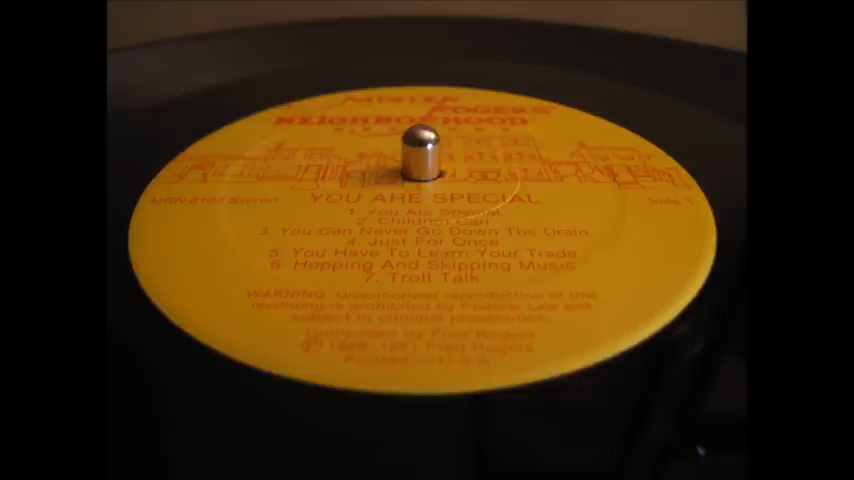 MISTER
ROGERS'
NEIGHBORHOOD
RECORDS
Stereo
YOU ARE SPECIAL
Side 1
1. You Are Special
2. Children Can
3. You Can Never Go Down The Drain
4. Just For Once
5. You Have To Learn Your Trade
6. Hopping And Skipping Music
7. Troll Talk
WARNING: Unauthorized reproduction of this
recording is prohibited by Federal Law and
subject to criminal prosecution.
Composed by Fred Rogers
Fred Rogers
Printed in U.S.A.